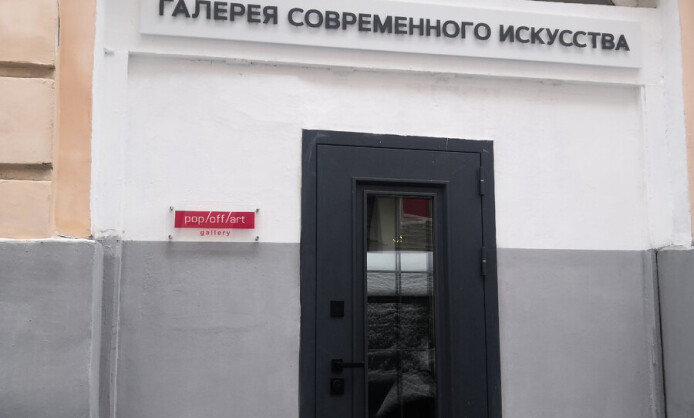 ГАЛЕРЕЯ СОВРЕМЕННОГО ИСКУССТВА
pop/off/art
gallery